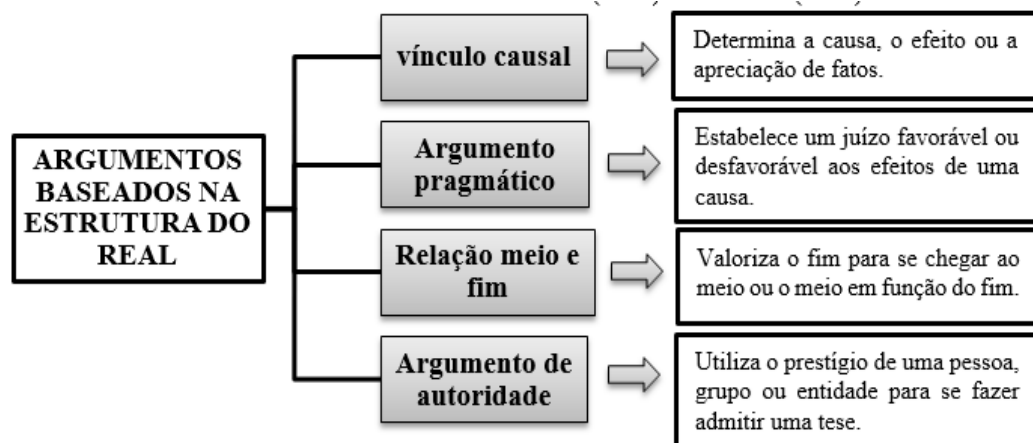 ARGUMENTOS
BASEADOS NA
ESTRUTURA DO
REAL
vínculo causal
Determina a causa, o efeito ou a
apreciação de fatos.
Argumento
pragmático
Estabelece um juízo favorável ou
desfavorável aos efeitos de uma
causa.
Relação meio e
fim
Valoriza o fim para se chegar ao
meio ou o meio em função do fim.
Argumento de
autoridade
Utiliza o prestígio de uma pessoa,
grupo ou entidade para se fazer
admitir uma tese.